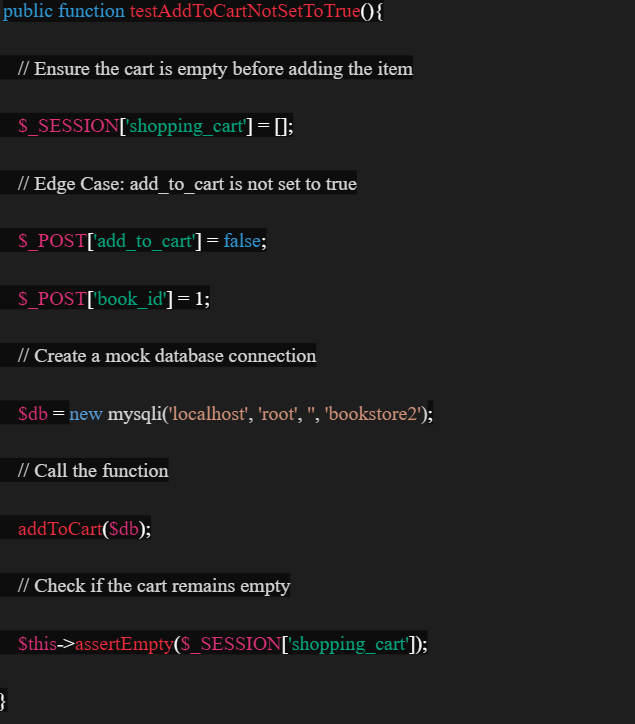 public function testAddToCartNotSetToTrue(){
// Ensure the cart is empty before adding the item
$_SESSION['shopping_cart'] = [];
// Edge Case: add_to_cart is not set to true
$_POST['add_to_cart'] = false;
$_POST['book_id'] = 1;
// Create a mock database connection
$db = new mysqli('localhost', 'root', '', 'bookstore2');
// Call the function
addToCart($db);
// Check if the cart remains empty
$this->assertEmpty($_SESSION['shopping_cart']);
}